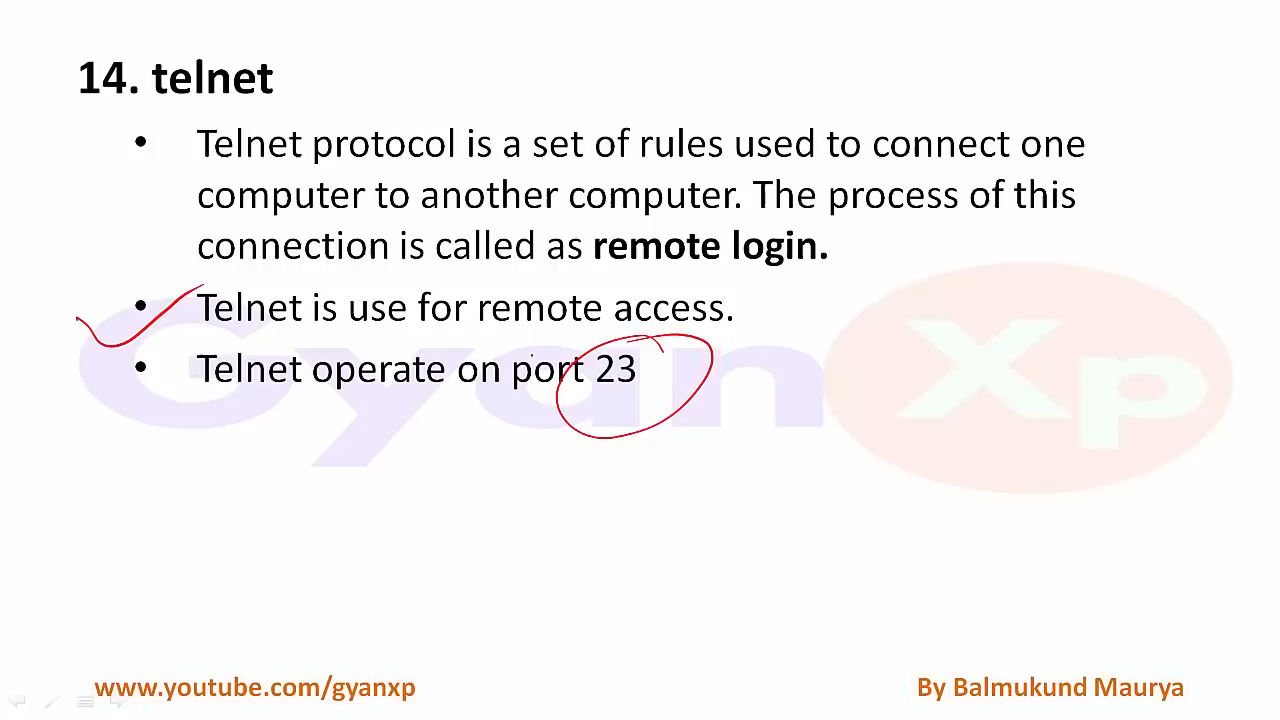 14. telnet
• Telnet protocol is a set of rules used to connect one
computer to another computer. The process of this
connection is called as remote login.
• Telnet is use for remote access.
• Telnet operate on port 23
Gyan Xp
www.youtube.com/gyanxp
By Balmukund Maurya